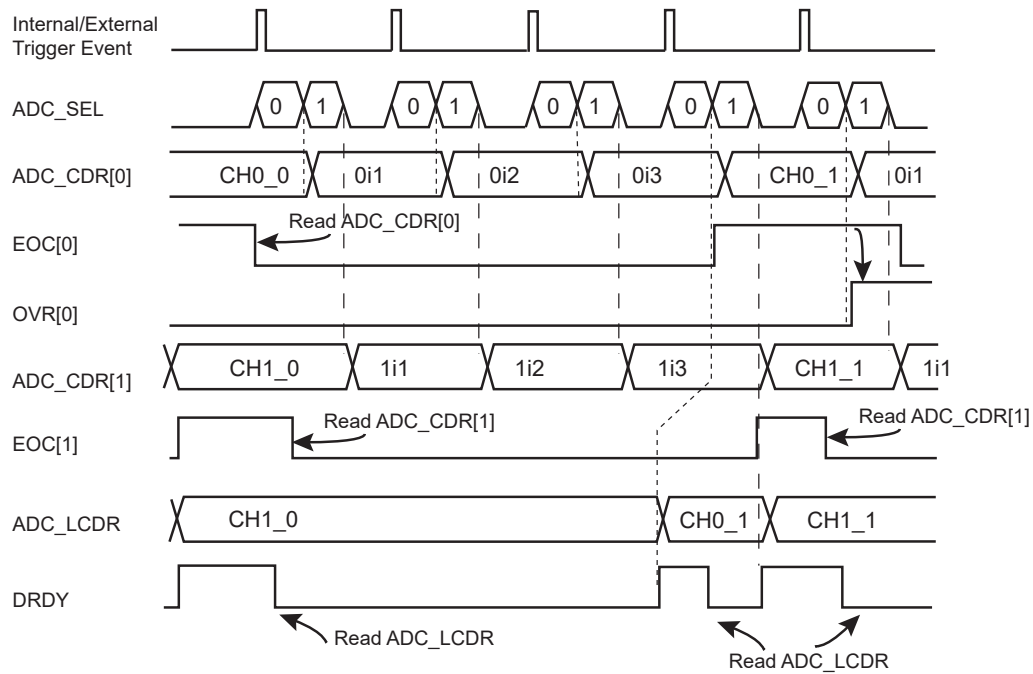 Internal/External
Trigger Event
ADC_SEL
0 1 0 1 0 1 0 1 0 1
ADC_CDR[0]
CH0_0 0i1 0i2 0i3 CH0_1 0i1
EOC[0]
Read ADC_CDR[0]
OVR[0]
ADC_CDR[1]
CH1_0 1i1 1i2 1i3 CH1_1 1i1
EOC[1]
Read ADC_CDR[1] Read ADC_CDR[1]
ADC_LCDR
CH1_0 CH0_1 CH1_1
DRDY
Read ADC_LCDR
Read ADC_LCDR